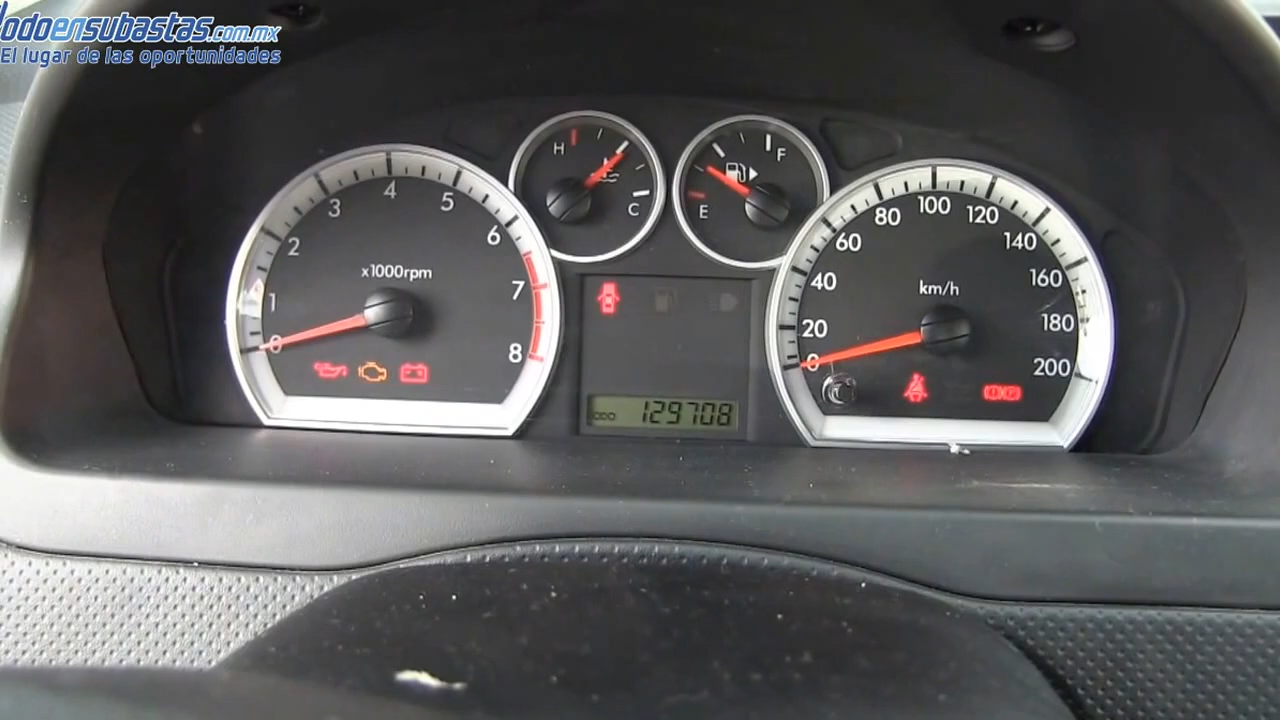 Todoensubastas.com.mx
El lugar de las oportunidades
H
C
F
E
0
1
2
3
4
5
6
7
8
x1000rpm
0
20
40
60
80
100
120
140
160
180
200
km/h
129708